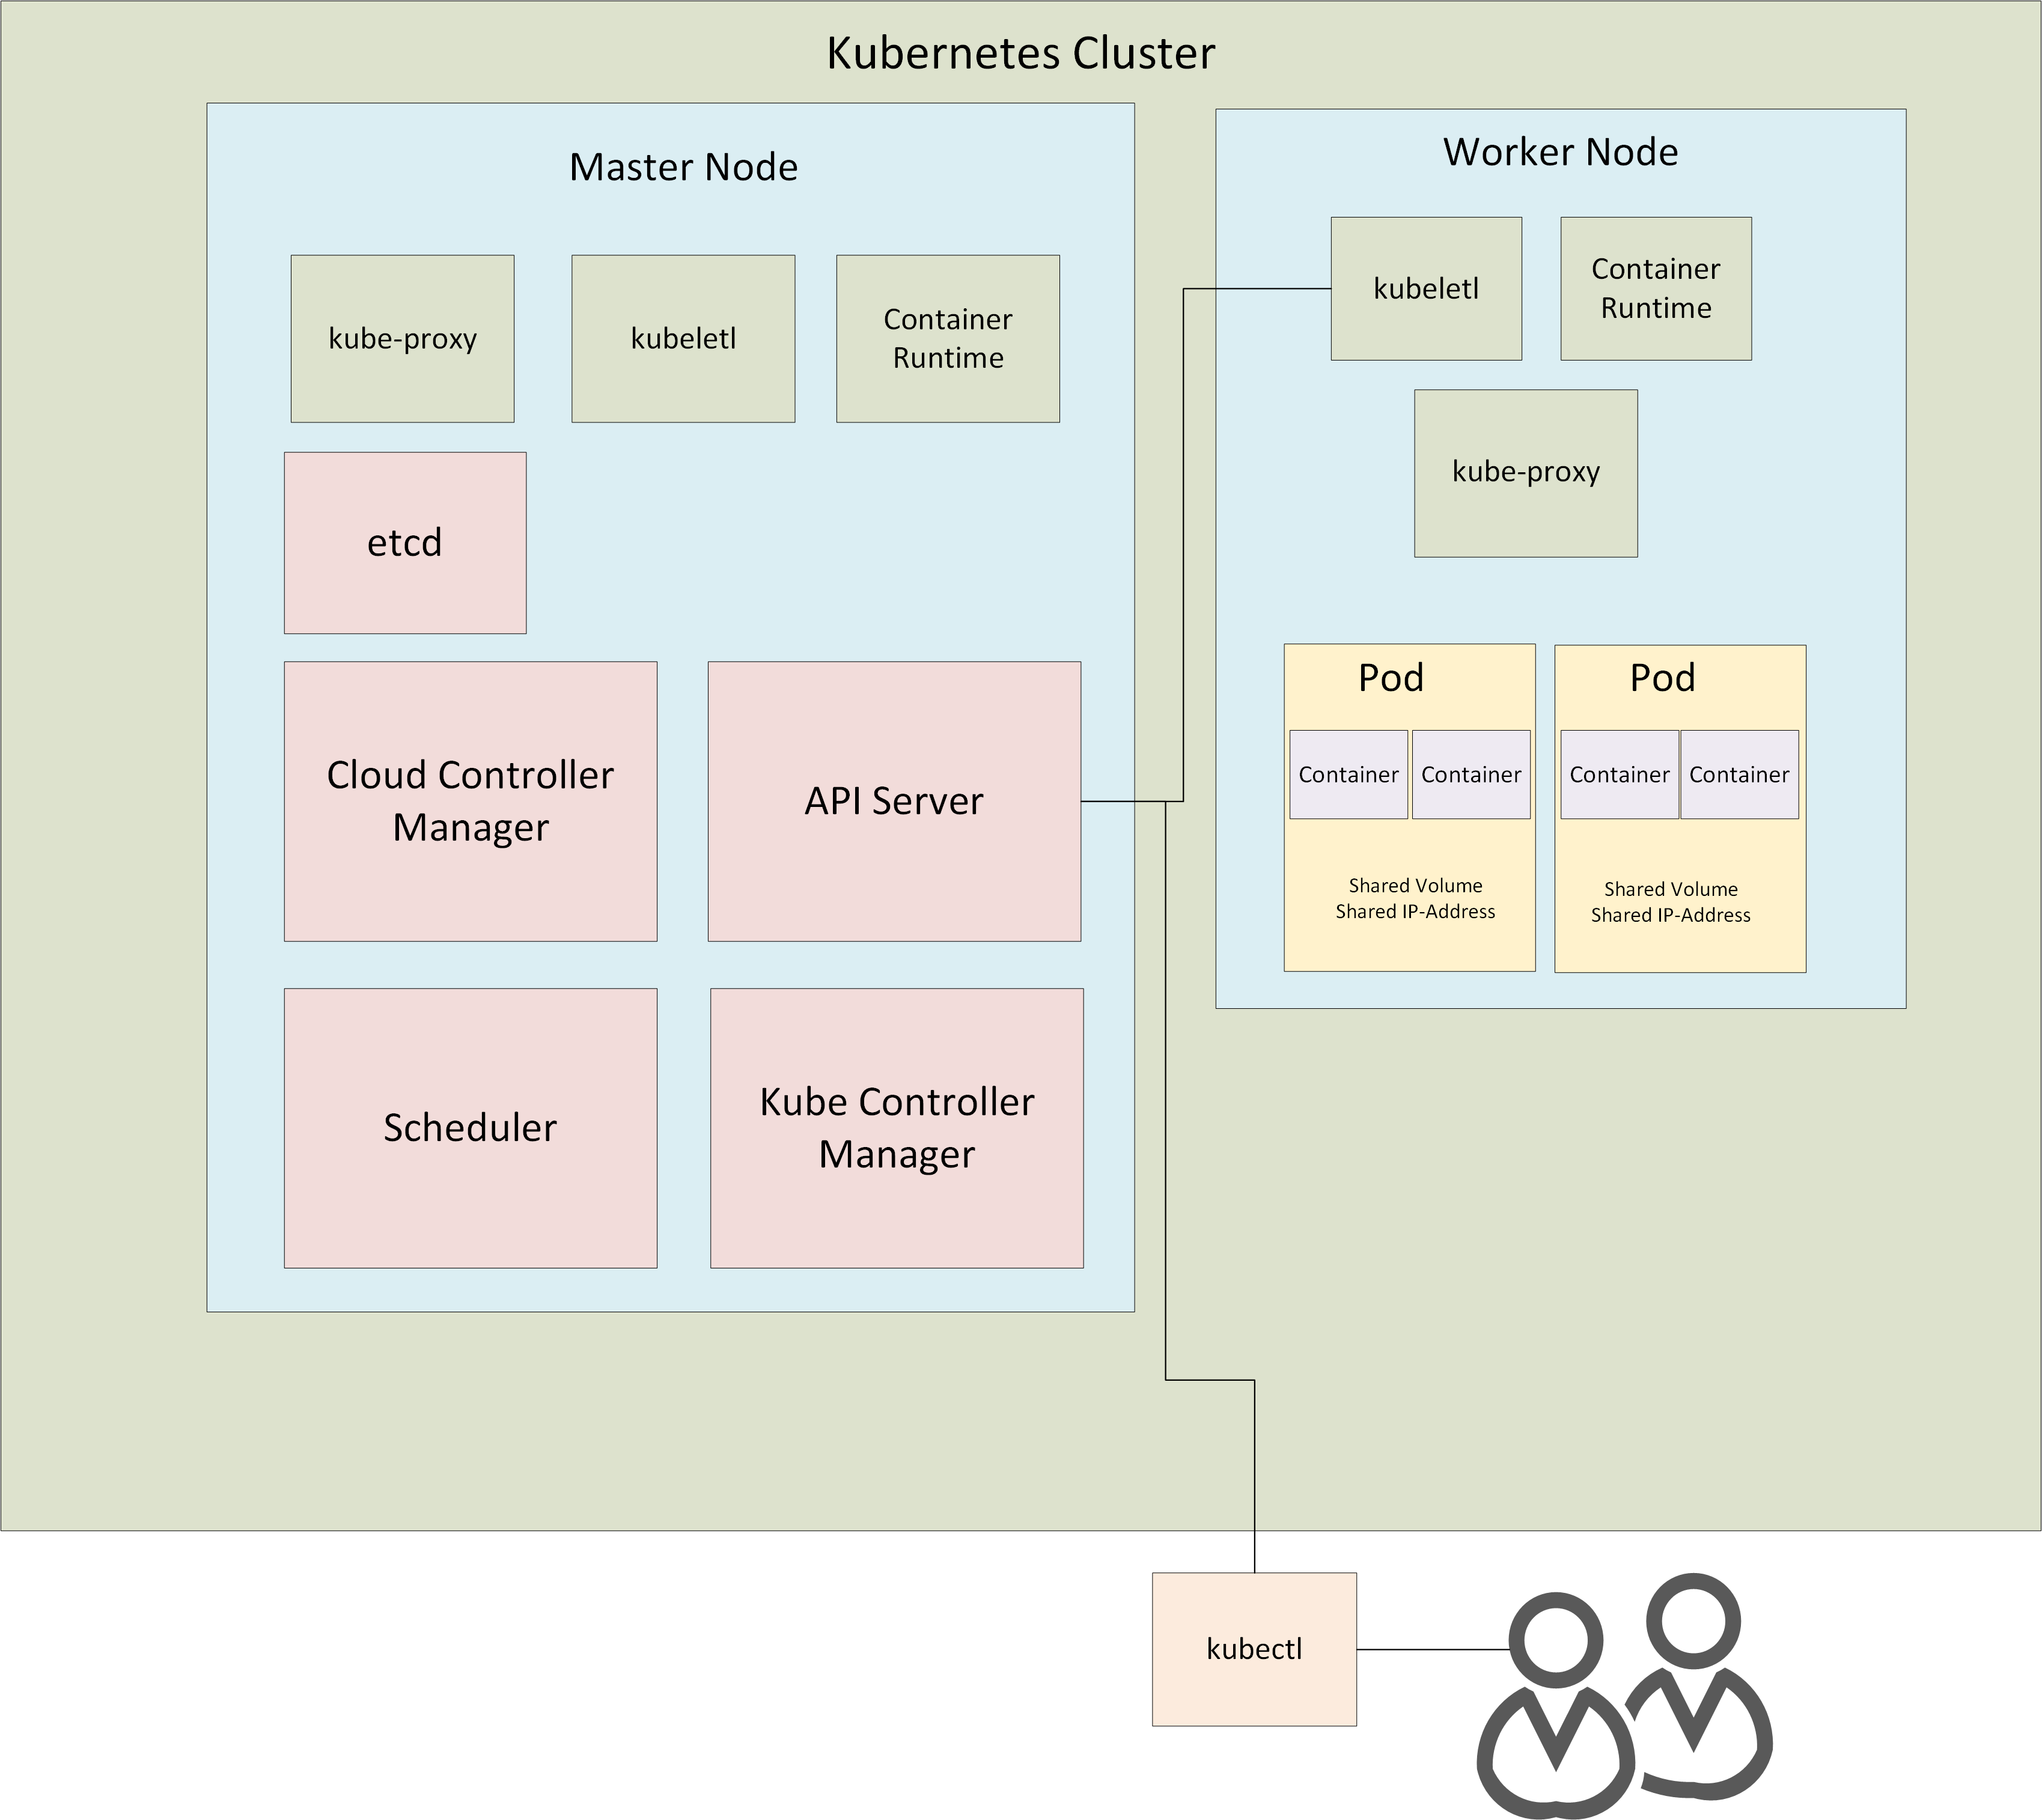 Kubernetes Cluster
Master Node
kube-proxy
kubeletl
Container
Runtime
etcd
Cloud Controller
Manager
API Server
Scheduler
Kube Controller
Manager
Worker Node
kubeletl
Container
Runtime
kube-proxy
Pod
Container
Container
Shared Volume
Shared IP-Address
Pod
Container
Container
Shared Volume
Shared IP-Address
kubectl